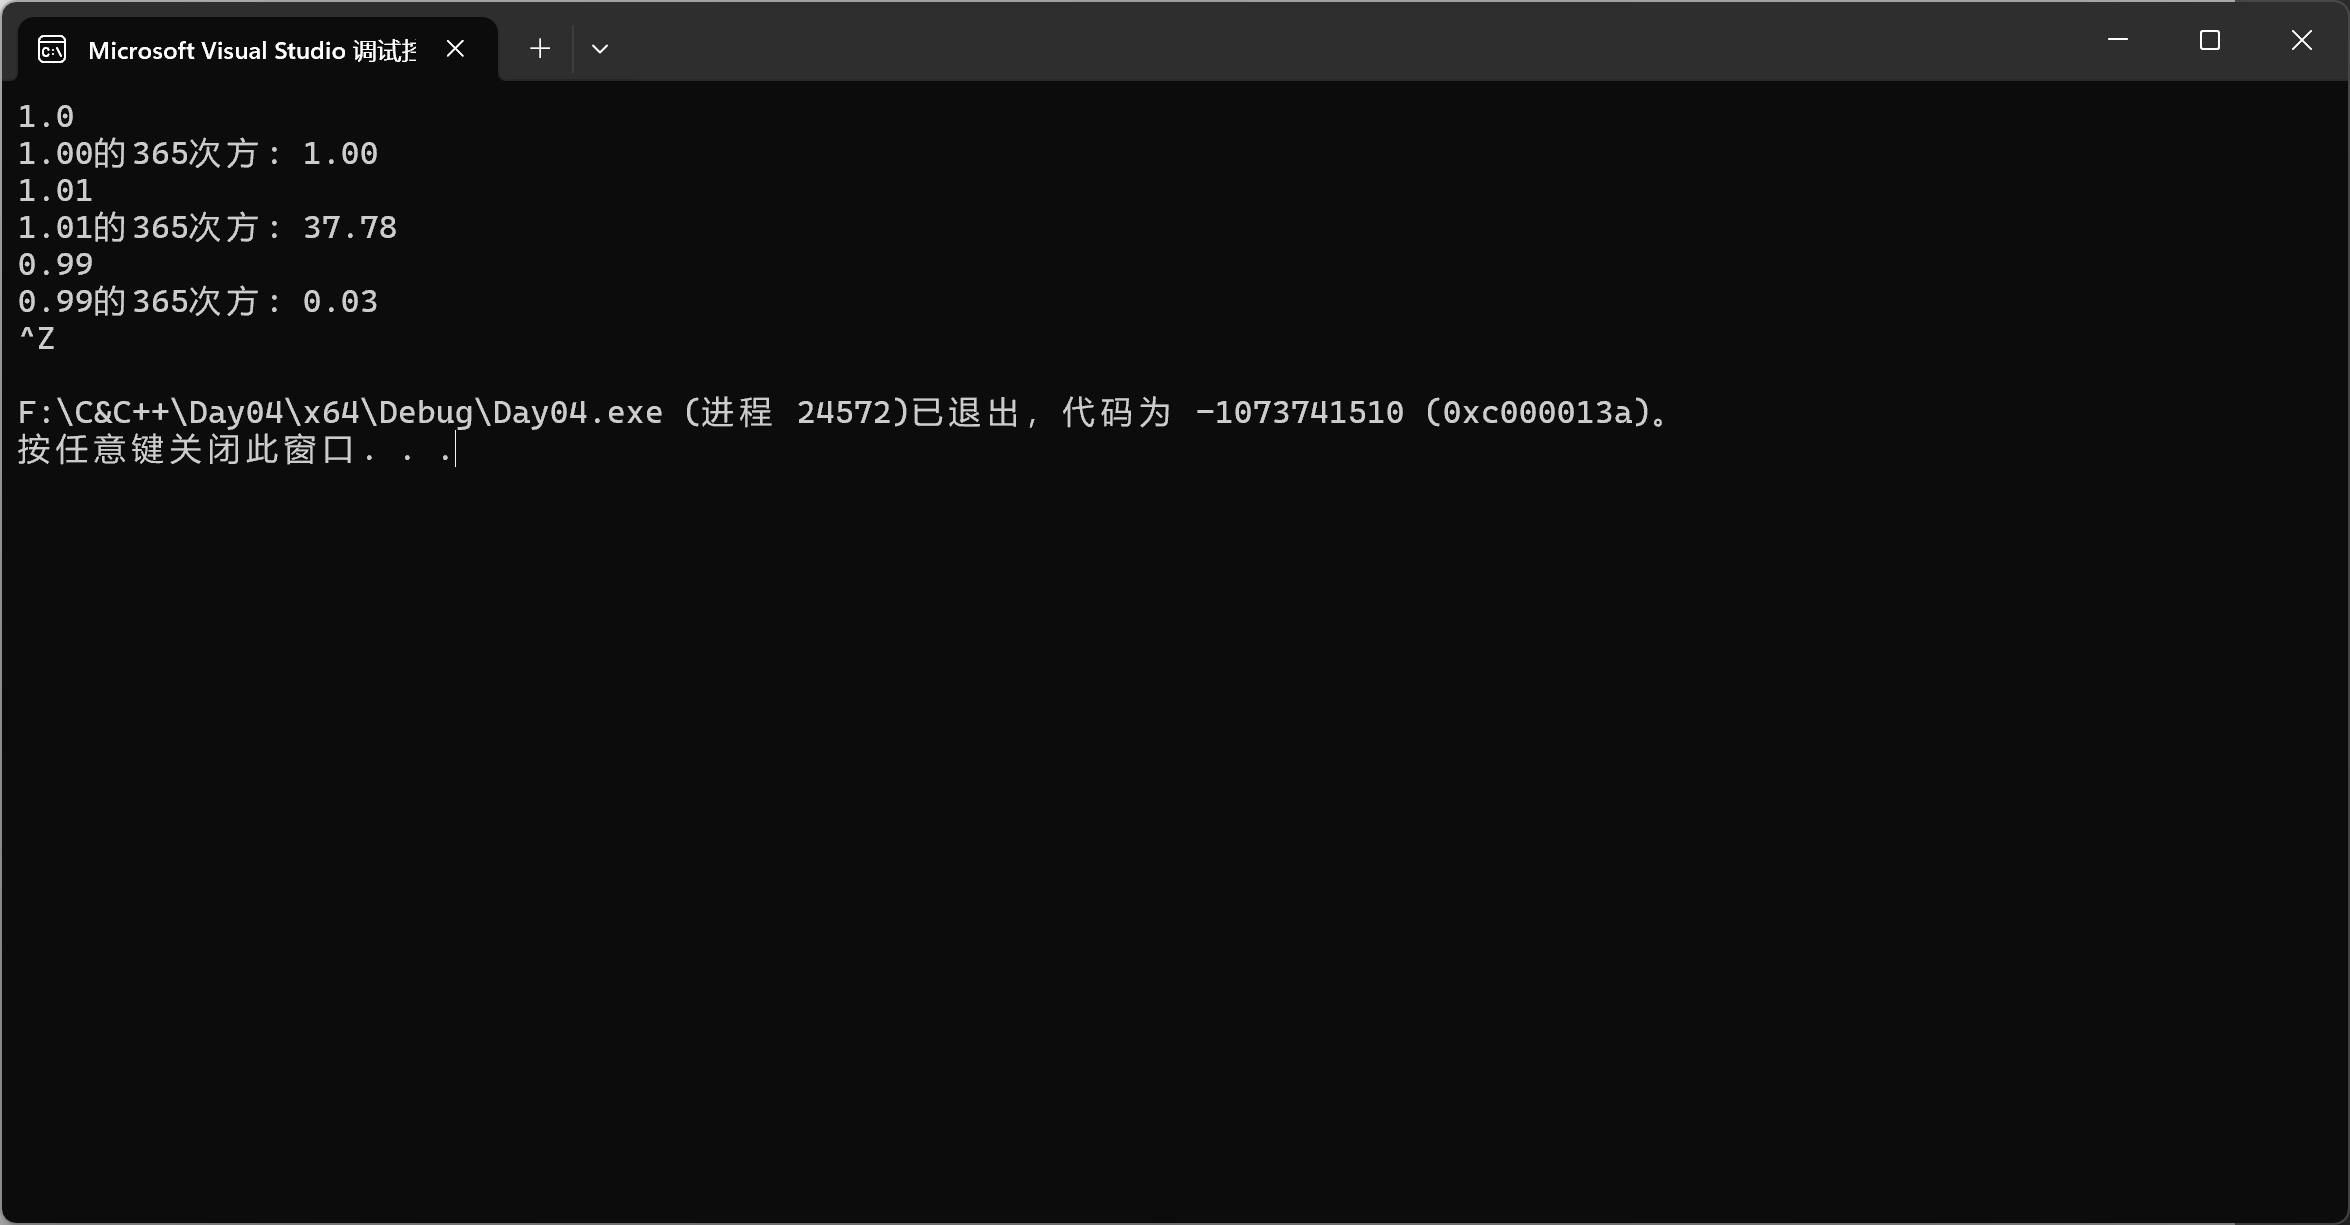 Microsoft Visual Studio 调试
1.0
1.00的365次方: 1.00
1.01
1.01的365次方: 37.78
0.99
0.99的365次方: 0.03
^Z
F:\C&C++\Day04\x64\Debug\Day04.exe (进程 24572)已退出, 代码为 -1073741510 (0xc000013a)。
按任意键关闭此窗口. . .